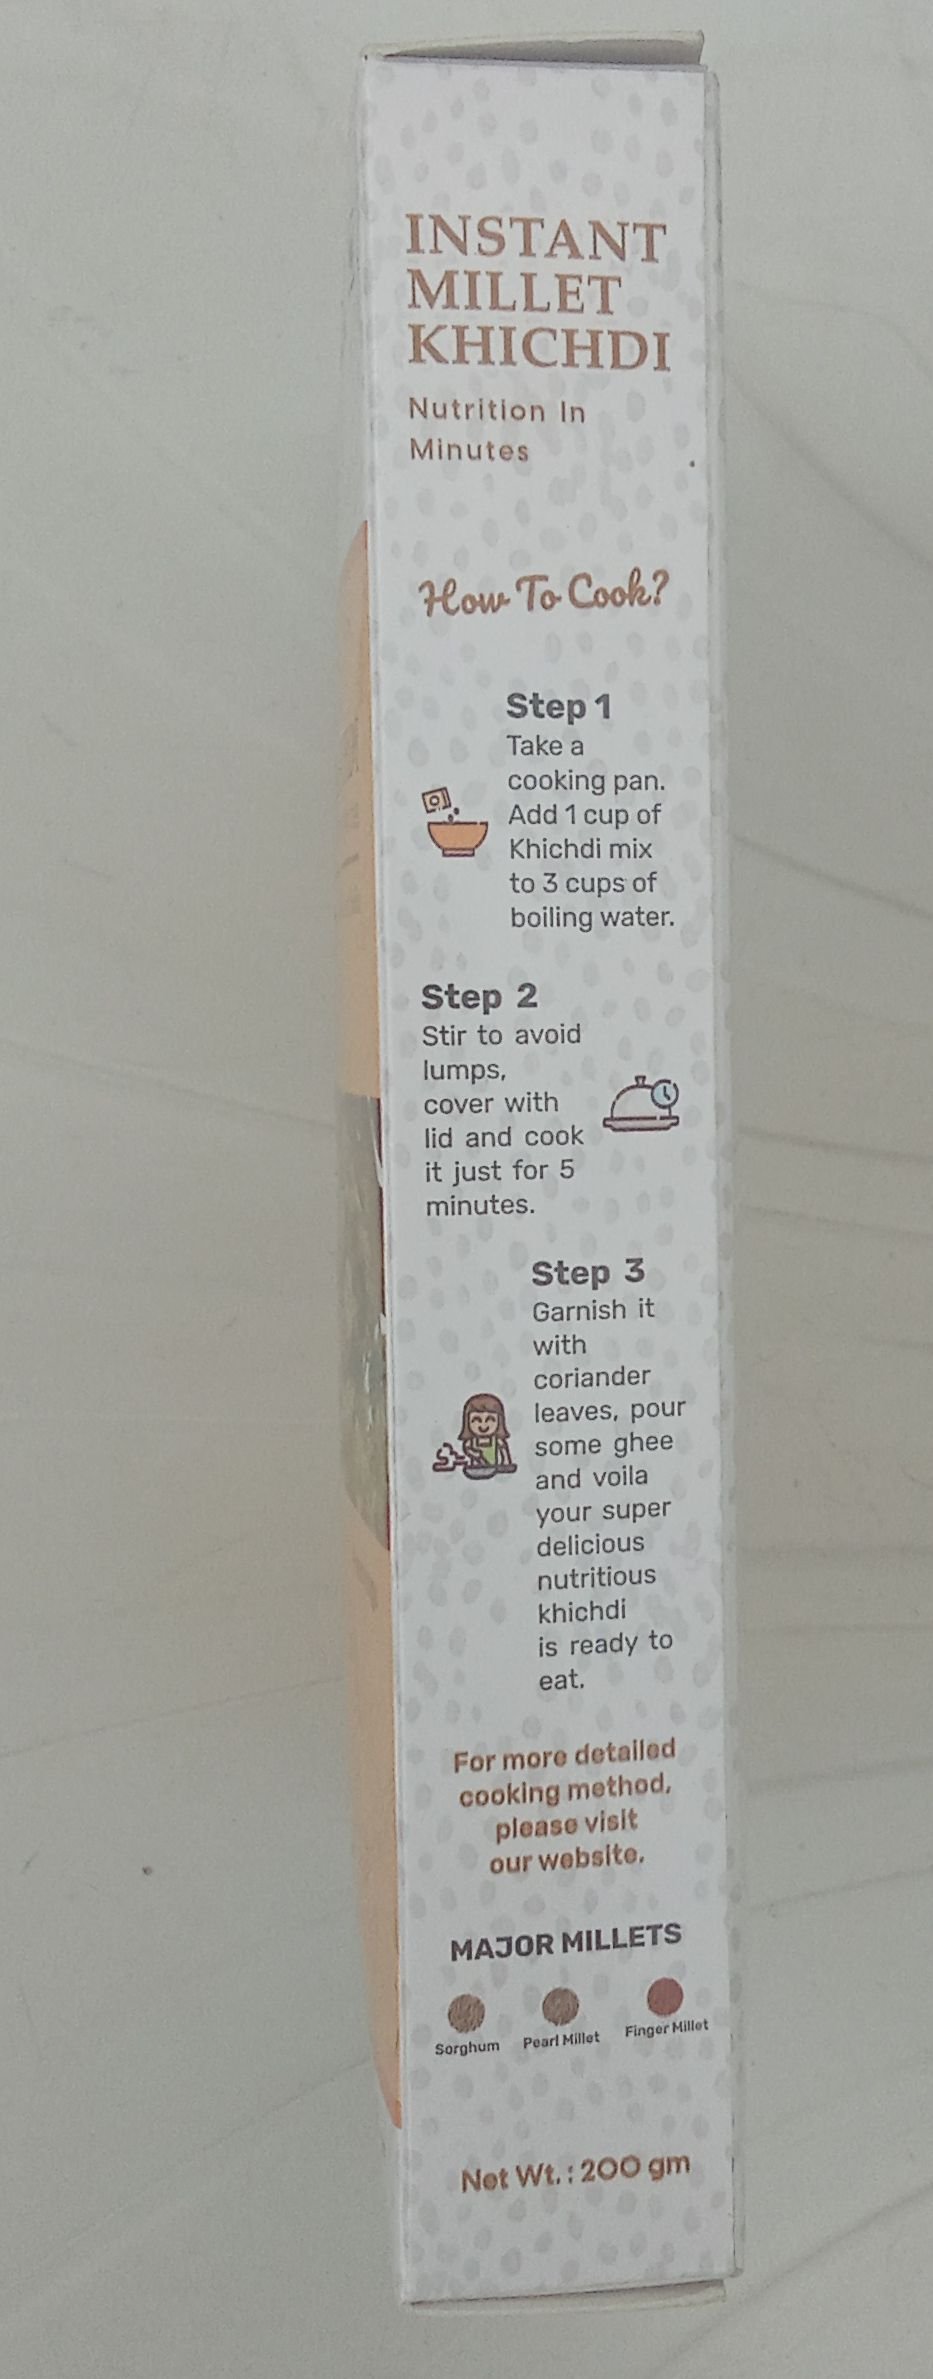 INSTANT
MILLET
KHICHDI
Nutrition In
Minutes
How To Cook?
Step 1
Take a
cooking pan.
Add 1 cup of
Khichdi mix
to 3 cups of
boiling water.
Step 2
Stir to avoid
lumps,
cover with
lid and cook
it just for 5
minutes.
Step 3
Garnish it
with
coriander
leaves, pour
some ghee
and voila
your super
delicious
nutritious
khichdi
is ready to
eat.
For more detailed
cooking method,
please visit
our website.
MAJOR MILLETS
Sorghum Pearl Millet Finger Millet
Net Wt. : 200 gm